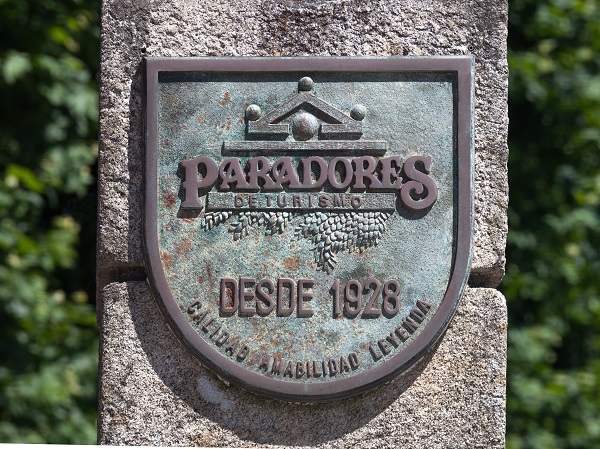 PARADORES
DE TURISMO
DESDE 1928
CALIDAD AMABILIDAD LEYENDA